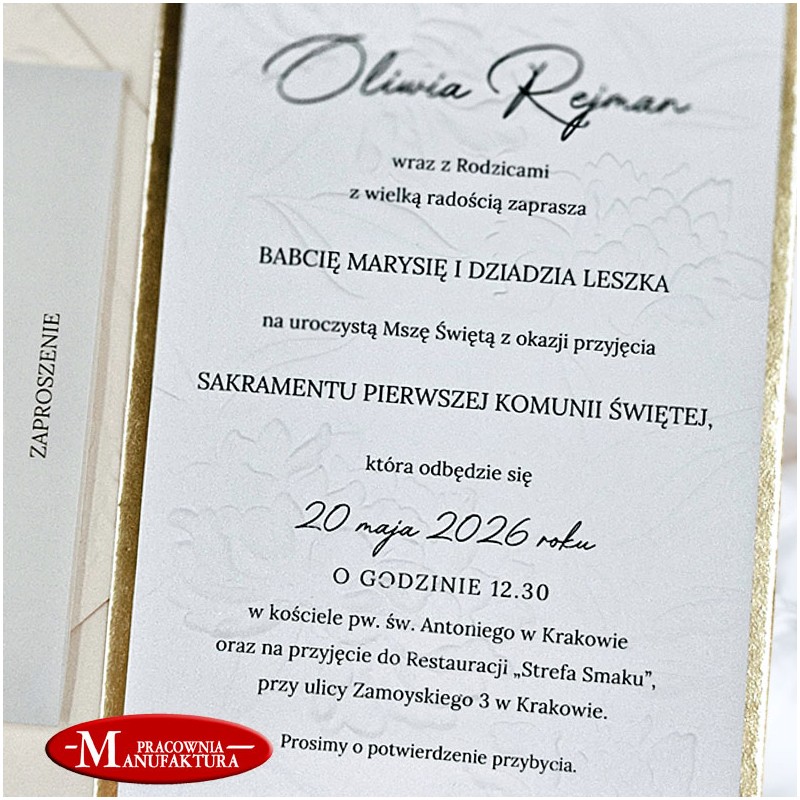 Oliwia Rejman
wraz z Rodzicami
z wielką radością zaprasza
BABCIĘ MARYSIĘ I DZIADZIA LESZKA
na uroczystą Mszę Świętą z okazji przyjęcia
SAKRAMENTU PIERWSZEJ KOMUNII ŚWIĘTEJ,
która odbędzie się
20 maja 2026 roku
O GODZINIE 12.30
w kościele pw. św. Antoniego w Krakowie
oraz na przyjęcie do Restauracji „Strefa Smaku”,
przy ulicy Zamoyskiego 3 w Krakowie.
Prosimy o potwierdzenie przybycia.
ZAPROSZENIE
PRACOWNIA
MANUFAKTURA